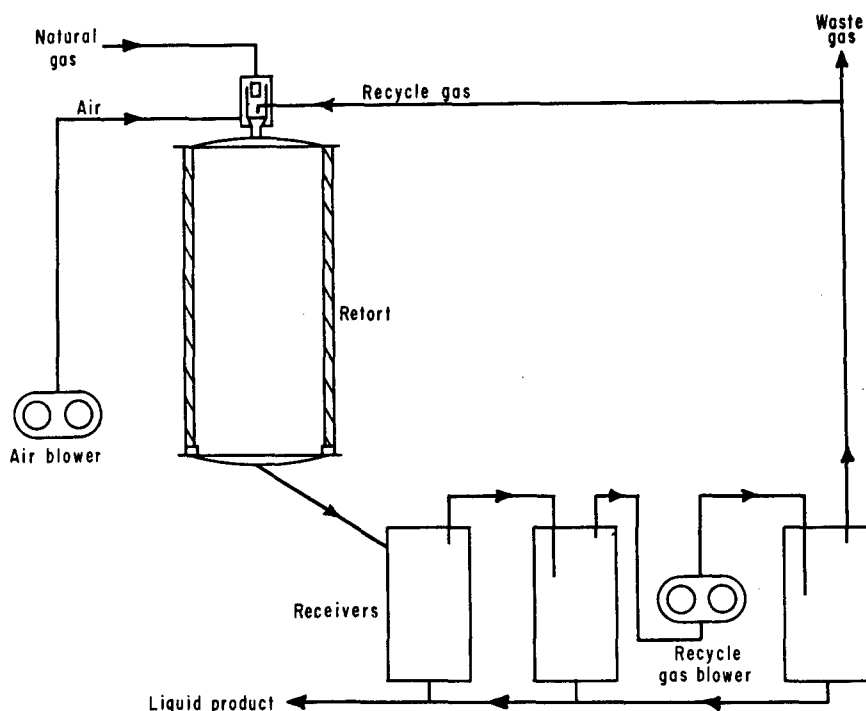 Natural
gas
Waste
gas
Air
Recycle gas
Retort
Air blower
Receivers
Recycle
gas blower
Liquid product